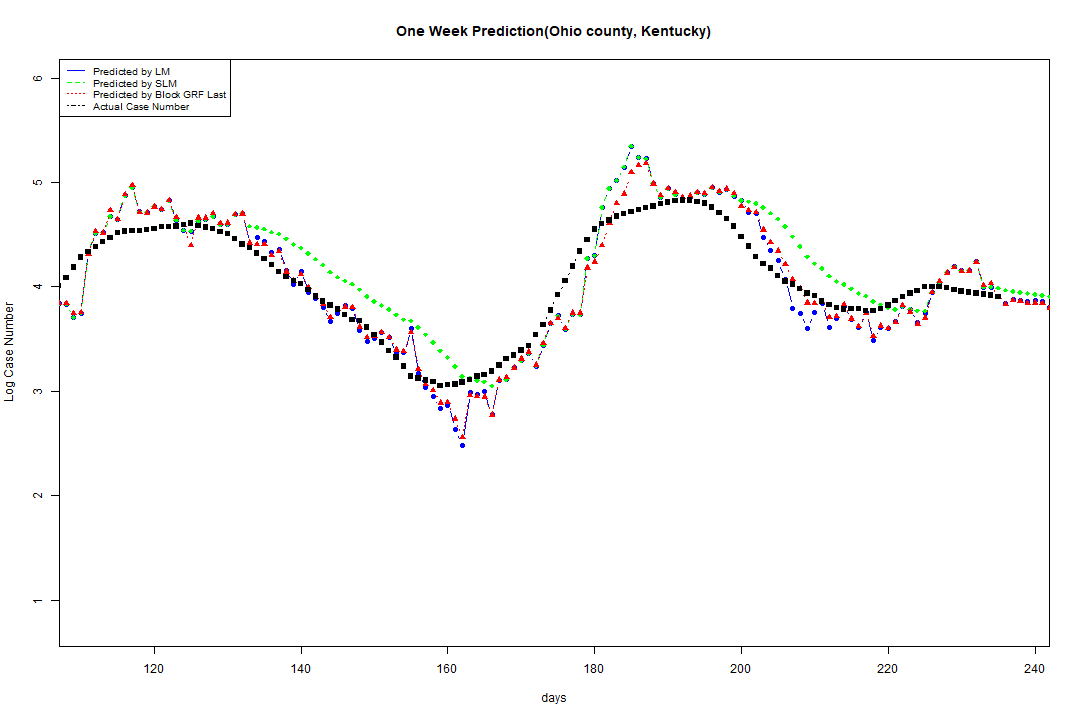 One Week Prediction(Ohio county, Kentucky)
Predicted by LM
Predicted by SLM
Predicted by Block GRF Last
Actual Case Number
6
5
4
3
2
1
Log Case Number
120 140 160 180 200 220 240
days